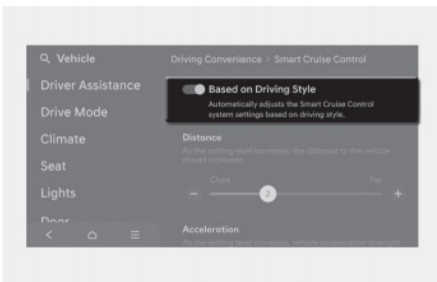 Vehicle
Driving Convenience > Smart Cruise Control
Driver Assistance
Drive Mode
Climate
Seat
Lights
Door
Based on Driving Style
Automatically adjusts the Smart Cruise Control
system settings based on driving style.
Distance
As the setting level increases, the distance to the vehicle
ahead increases.
Close
Far
− 2 +
Acceleration
As the setting level increases, vehicle acceleration strength